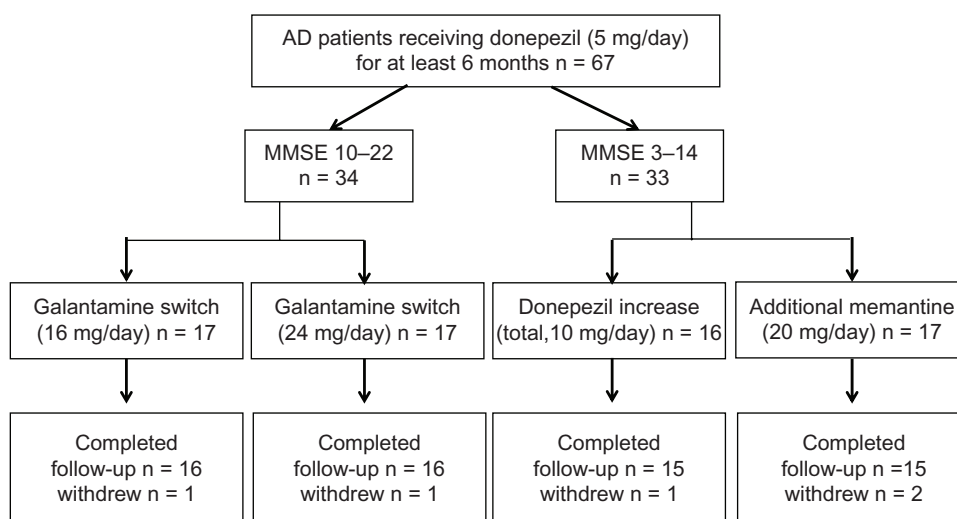 AD patients receiving donepezil (5 mg/day)
for at least 6 months n = 67
MMSE 10–22
n = 34
MMSE 3–14
n = 33
Galantamine switch
(16 mg/day) n = 17
Galantamine switch
(24 mg/day) n = 17
Donepezil increase
(total,10 mg/day) n = 16
Additional memantine
(20 mg/day) n = 17
Completed
follow-up n = 16
withdrew n = 1
Completed
follow-up n = 16
withdrew n = 1
Completed
follow-up n = 15
withdrew n = 1
Completed
follow-up n =15
withdrew n = 2